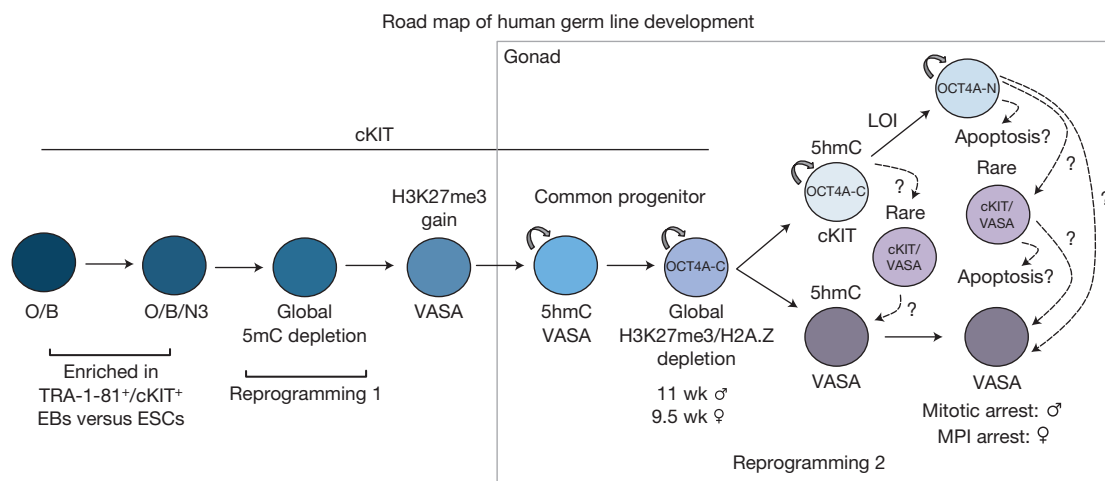 Road map of human germ line development
Gonad
cKIT
OCT4A-N
LOI
Apoptosis?
5hmC
?
H3K27me3
gain
Common progenitor
OCT4A-C
?
Rare
Rare
cKIT/
VASA
?
cKIT
cKIT/
VASA
?
OCT4A-C
Apoptosis?
O/B
O/B/N3
Global
5mC depletion
VASA
5hmC
VASA
Global
H3K27me3/H2A.Z
depletion
5hmC
?
VASA
VASA
Enriched in
TRA-1-81⁺/cKIT⁺
EBs versus ESCs
Reprogramming 1
11 wk ♂
9.5 wk ♀
Mitotic arrest: ♂
MPI arrest: ♀
Reprogramming 2